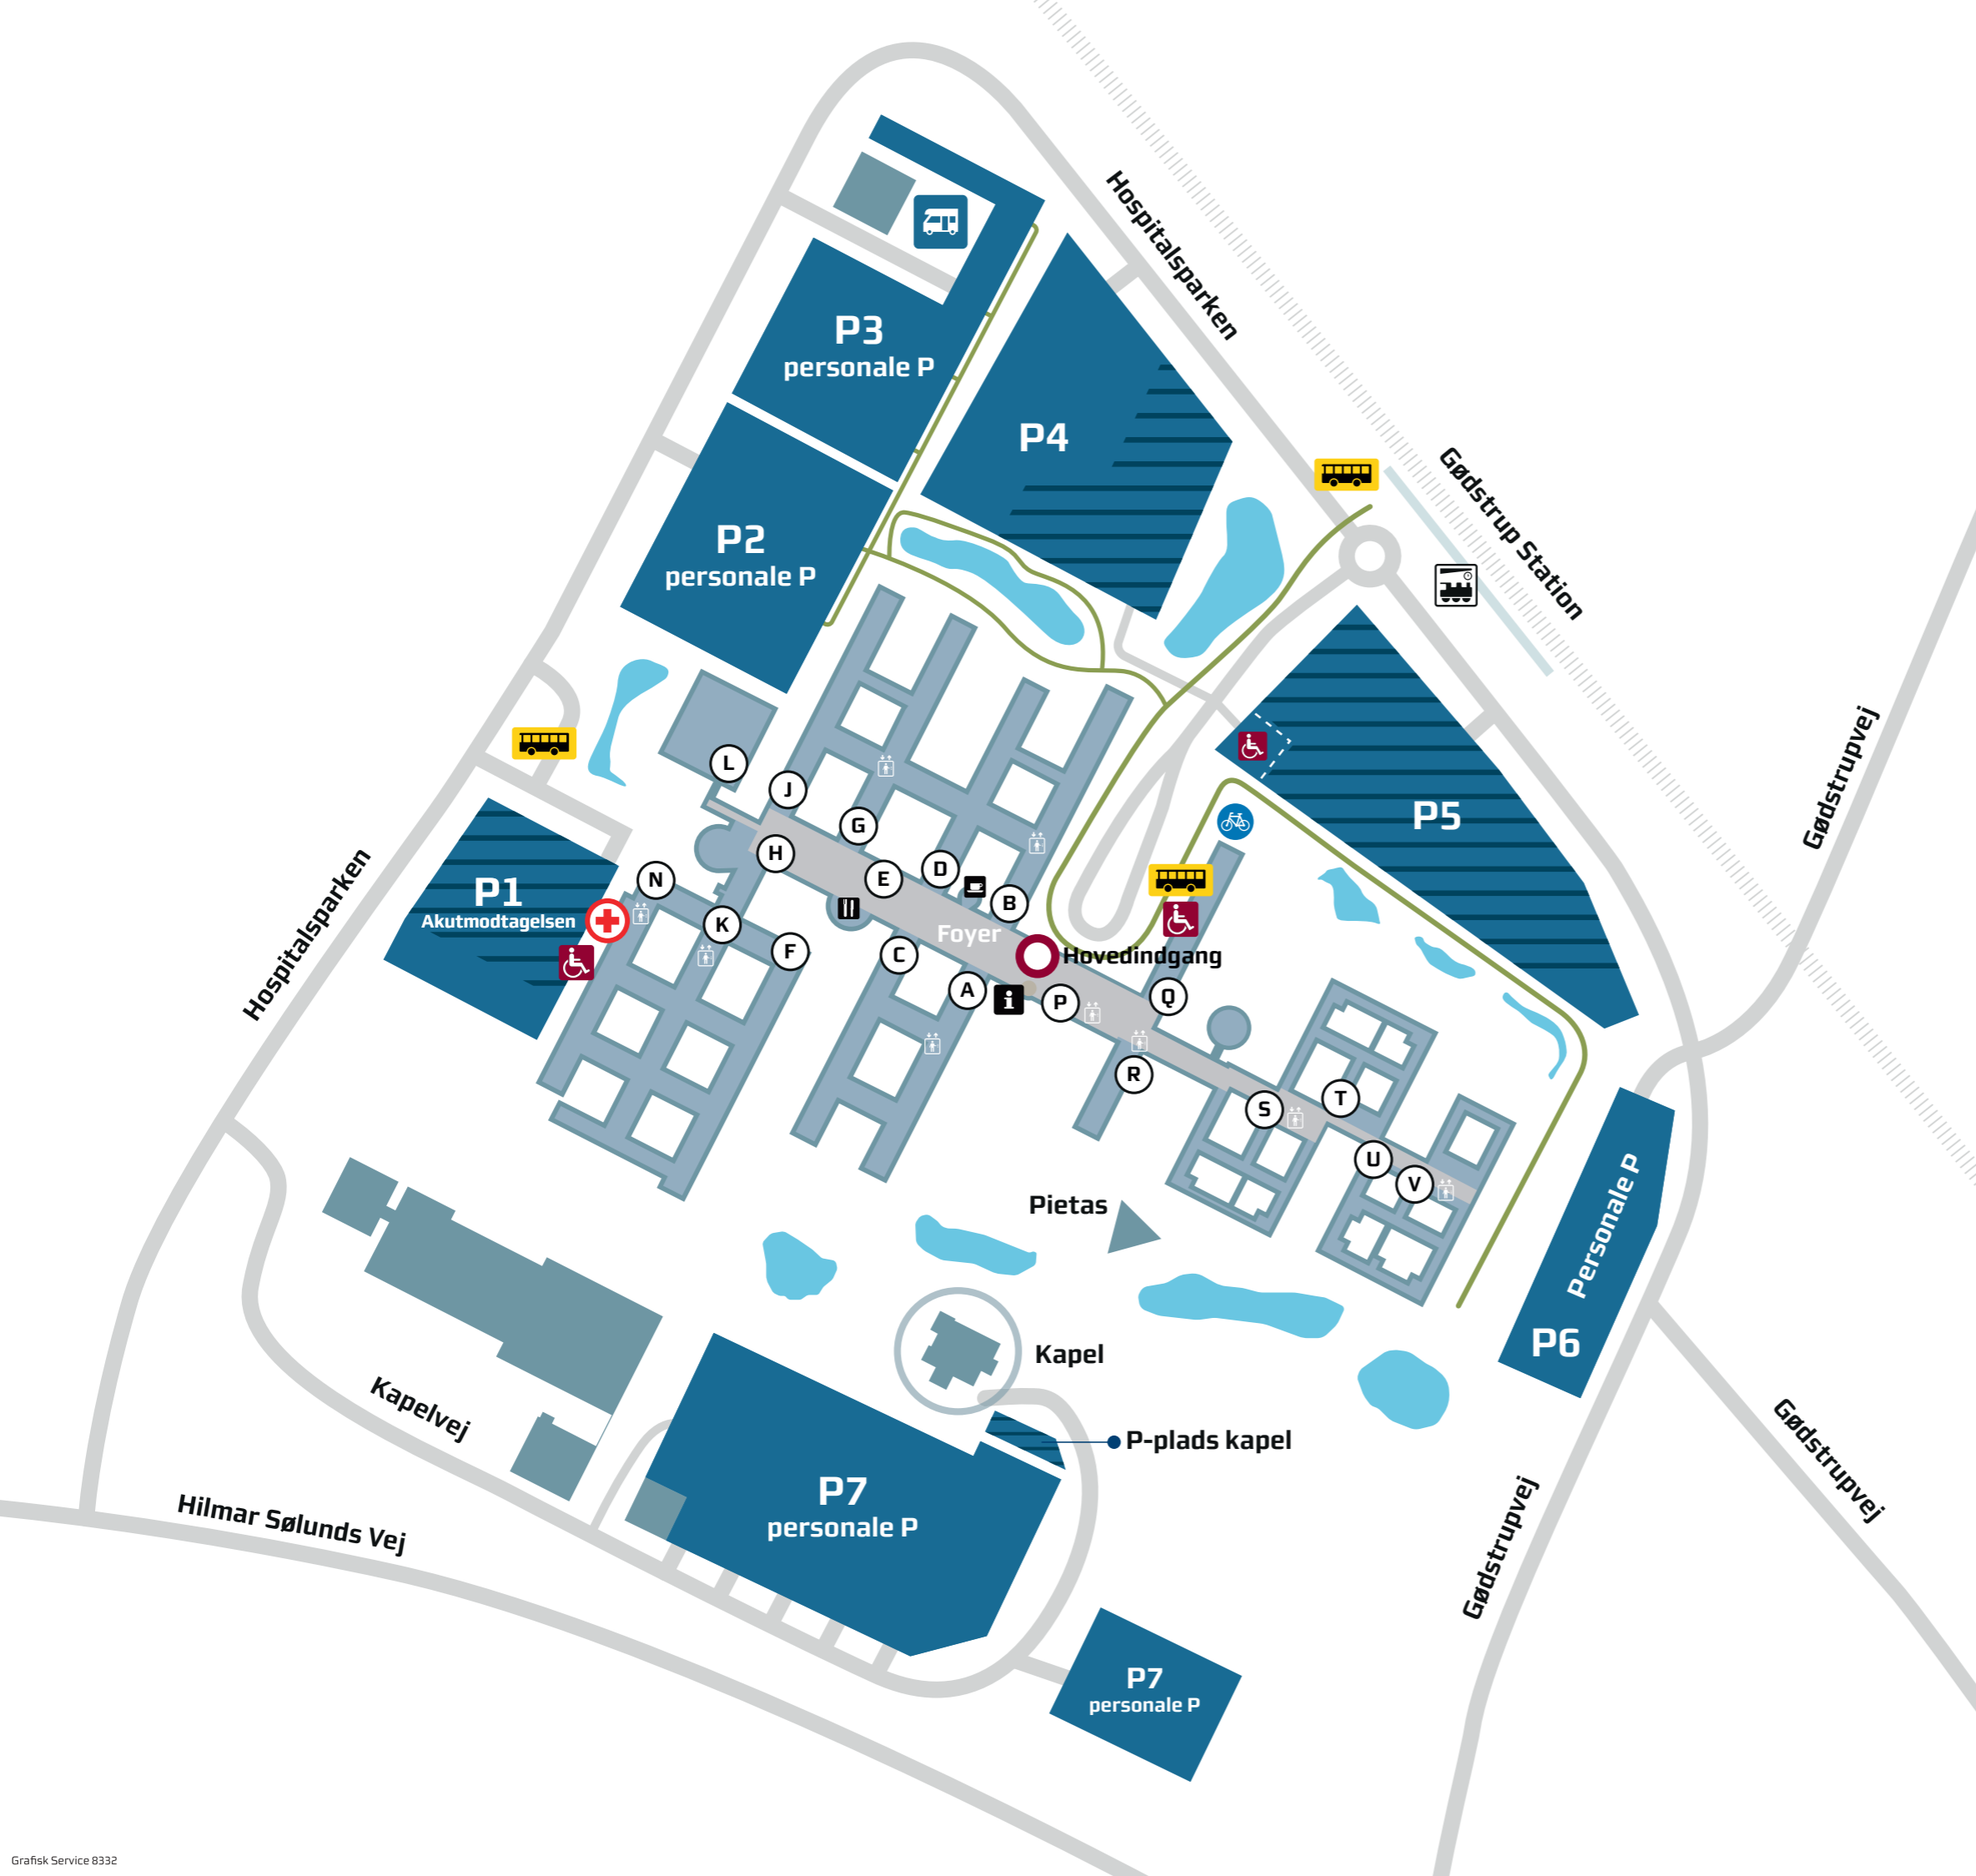 Hospitalsparken
P3
personale P
P4
Gødstrup Station
P2
personale P
Gødstrupvej
L
J
P5
G
H
D
E
N
P1
Akutmodtagelsen
B
K
Foyer
F
C
Hovedindgang
Hospitalsparken
A
i
P
Q
R
T
S
U
V
Personale P
P6
Pietas
Kapel
Kapelvej
P-plads kapel
Gødstrupvej
P7
personale P
Hilmar Sølunds Vej
Gødstrupvej
P7
personale P
Grafisk Service 8332